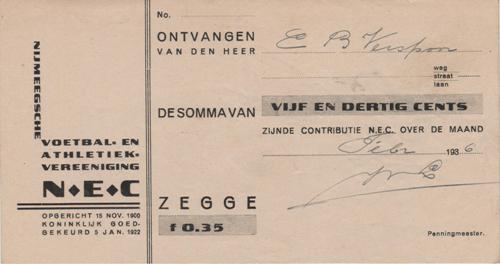 NIJMEEGSCHE
VOETBAL- EN
ATHLETIEK-
VEREENIGING
N·E·C
OPGERICHT 15 NOV. 1900
KONINKLIJK GOED-
GEKEURD 5 JAN. 1922
No.
ONTVANGEN
VAN DEN HEER E B Verspoor
weg
straat
laan
DE SOMMA VAN VIJF EN DERTIG CENTS
ZIJNDE CONTRIBUTIE N.E.C. OVER DE MAAND
Febr 1936
ZEGGE
f 0.35
Penningmeester.